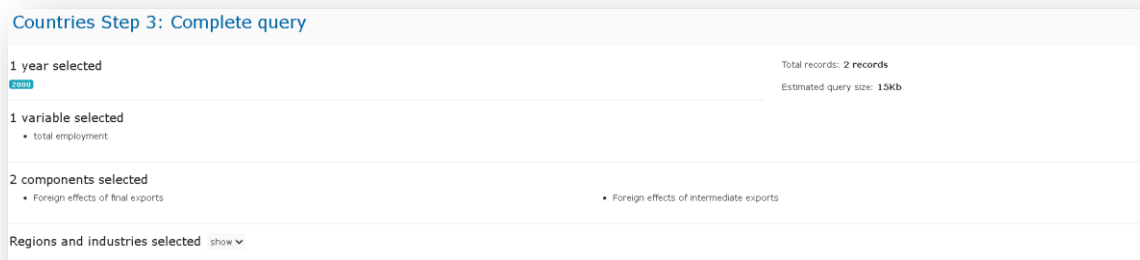 Countries Step 3: Complete query
1 year selected
2000
Total records: 2 records
Estimated query size: 15Kb
1 variable selected
• total employment
2 components selected
• Foreign effects of final exports
• Foreign effects of intermediate exports
Regions and industries selected show